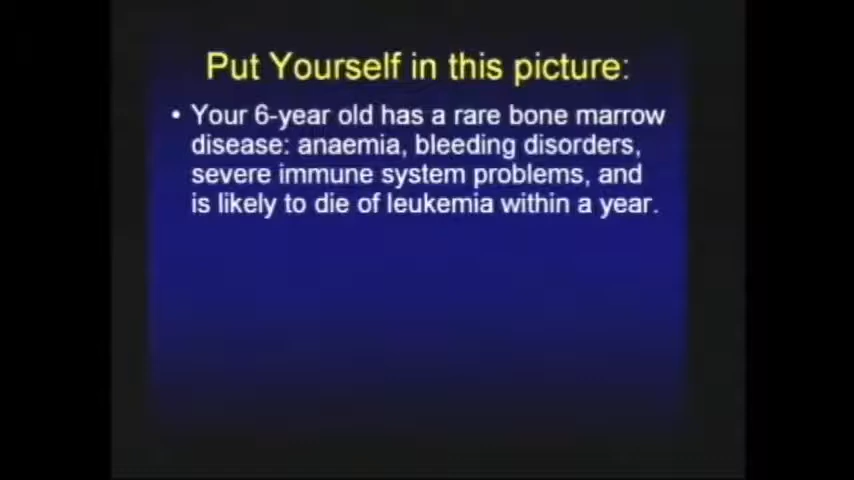 Put Yourself in this picture:
• Your 6-year old has a rare bone marrow
disease: anaemia, bleeding disorders,
severe immune system problems, and
is likely to die of leukemia within a year.